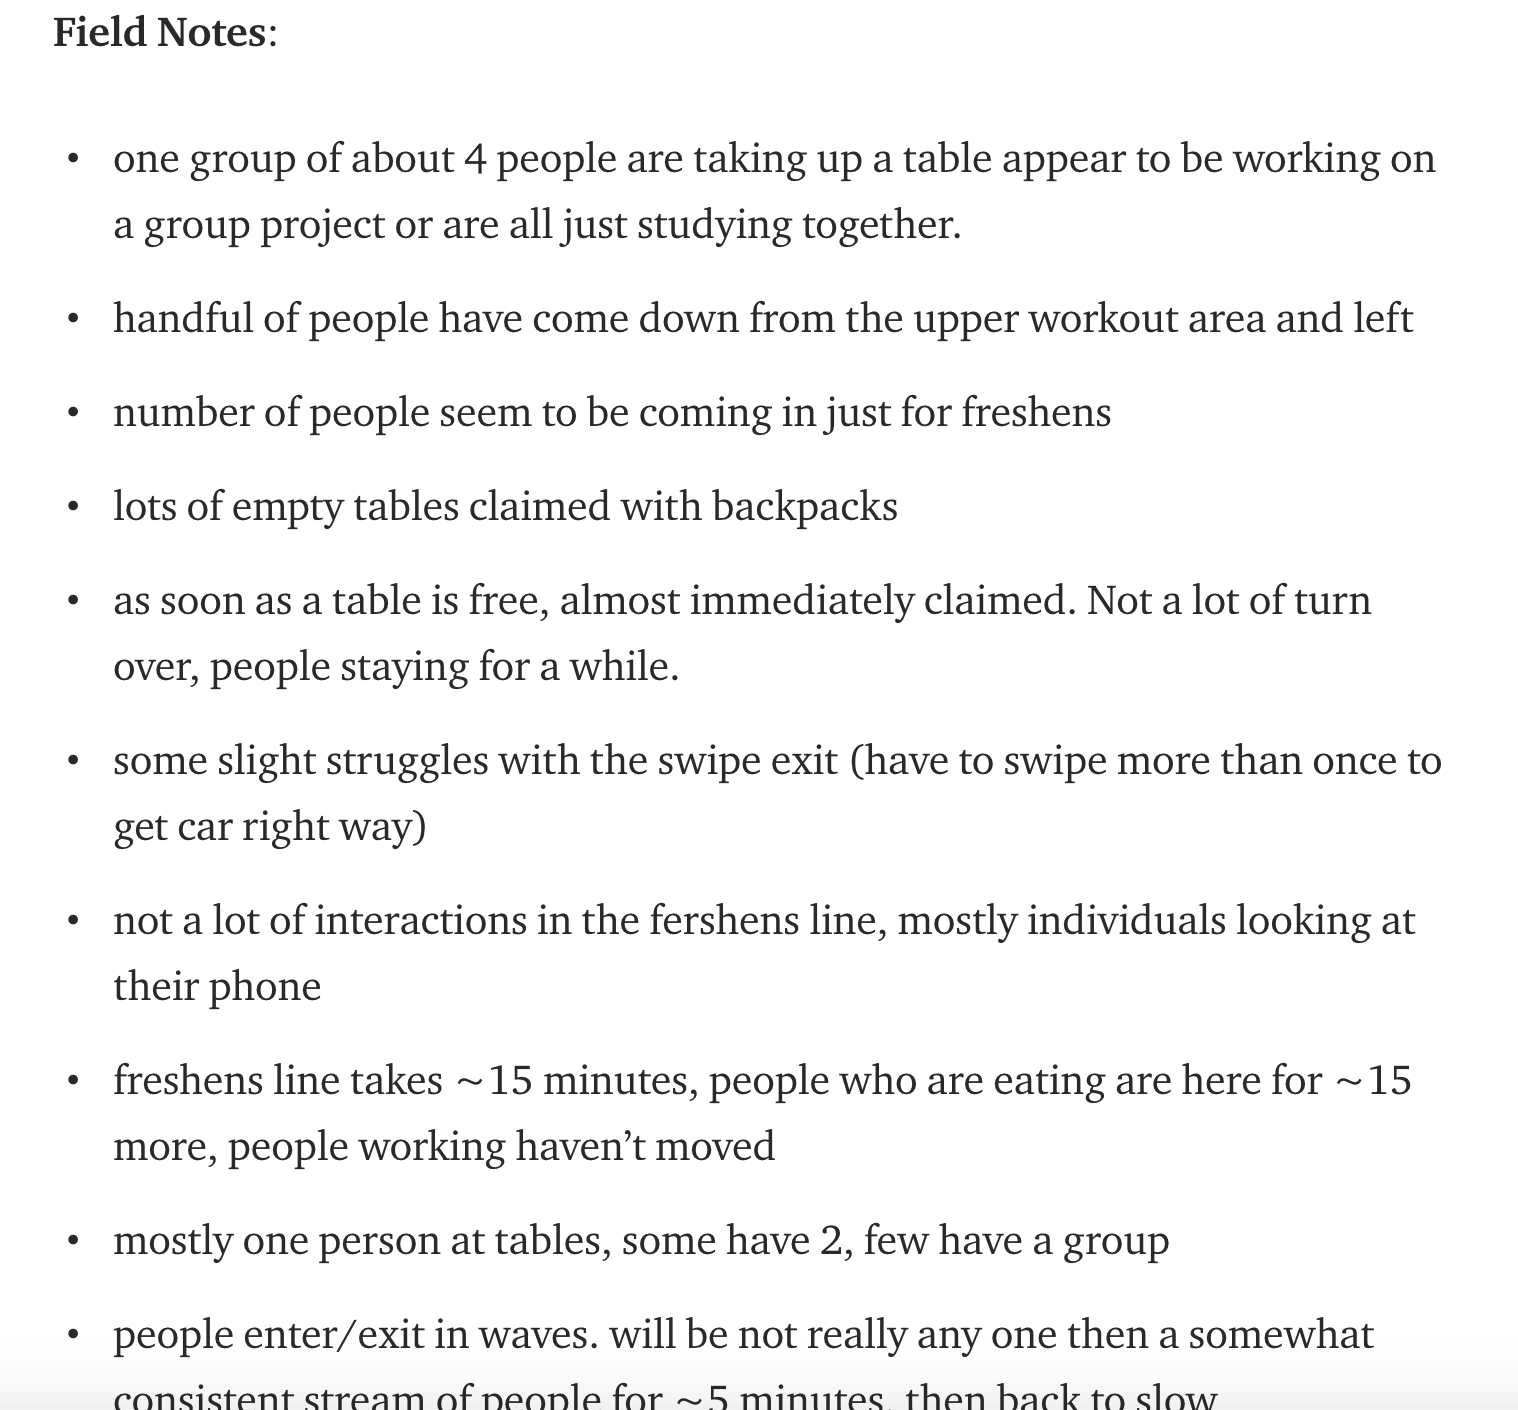 Field Notes:
• one group of about 4 people are taking up a table appear to be working on
a group project or are all just studying together.
• handful of people have come down from the upper workout area and left
• number of people seem to be coming in just for freshens
• lots of empty tables claimed with backpacks
• as soon as a table is free, almost immediately claimed. Not a lot of turn
over, people staying for a while.
• some slight struggles with the swipe exit (have to swipe more than once to
get car right way)
• not a lot of interactions in the fershens line, mostly individuals looking at
their phone
• freshens line takes ~15 minutes, people who are eating are here for ~15
more, people working haven’t moved
• mostly one person at tables, some have 2, few have a group
• people enter/exit in waves. will be not really any one then a somewhat
consistent stream of people for ~5 minutes, then back to slow